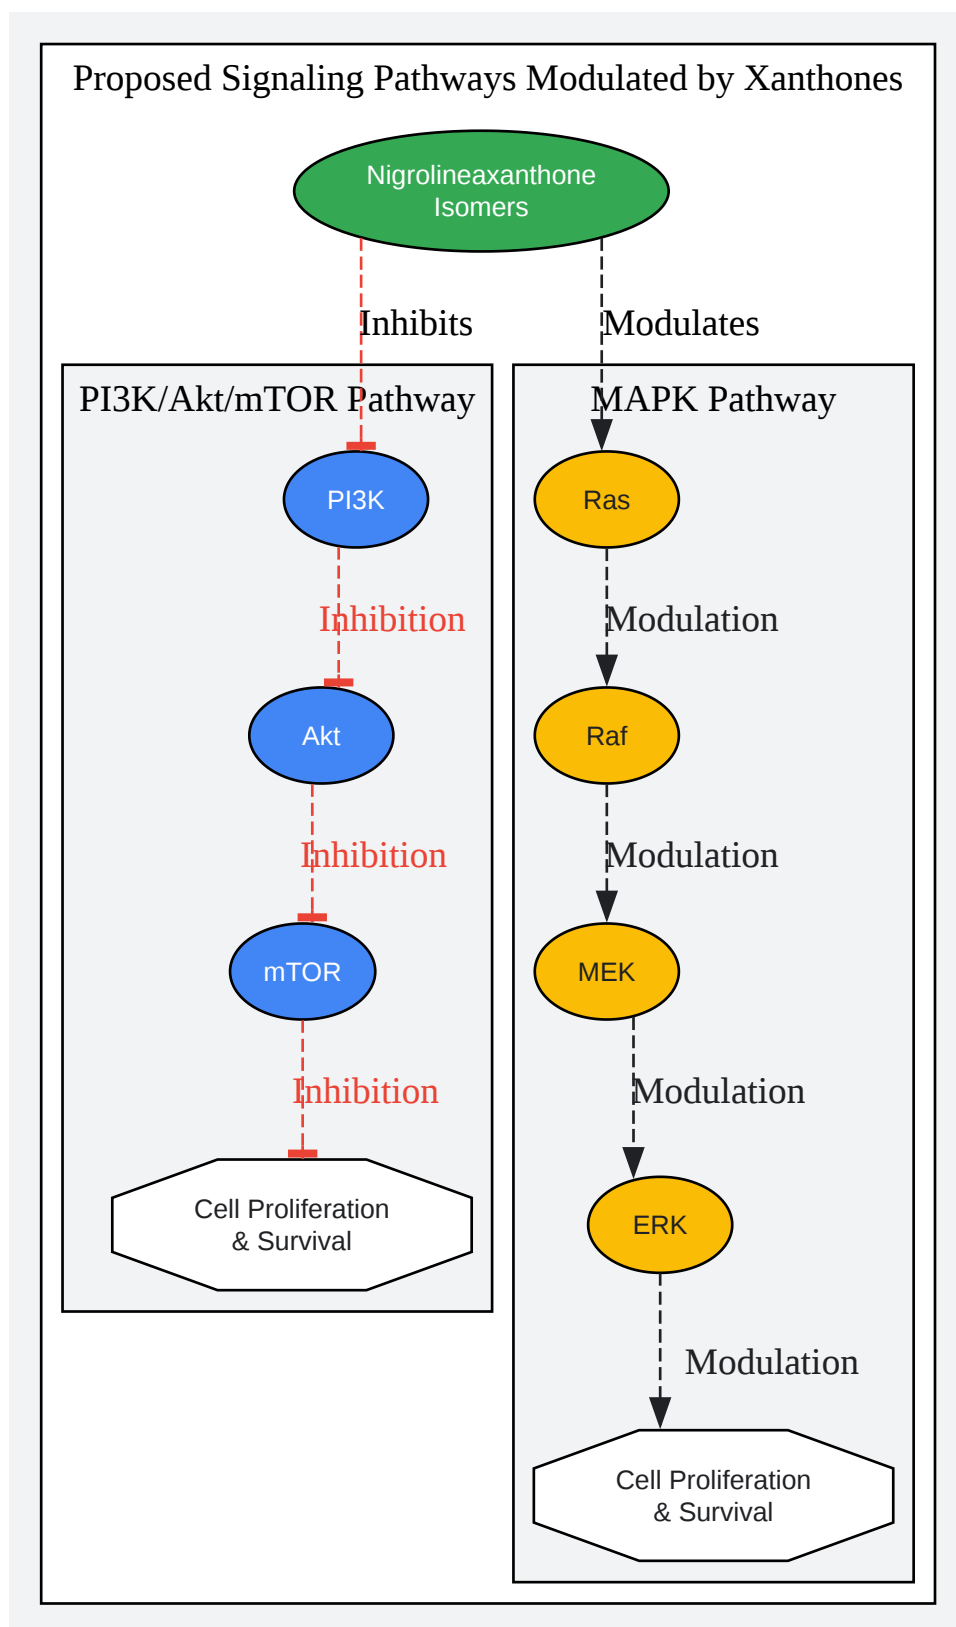 Proposed Signaling Pathways Modulated by Xanthones
Nigrolineaxanthone
Isomers
Inhibits
Modulates
PI3K/Akt/mTOR Pathway
PI3K
Inhibition
Akt
Inhibition
mTOR
Inhibition
Cell Proliferation
& Survival
MAPK Pathway
Ras
Modulation
Raf
Modulation
MEK
Modulation
ERK
Modulation
Cell Proliferation
& Survival